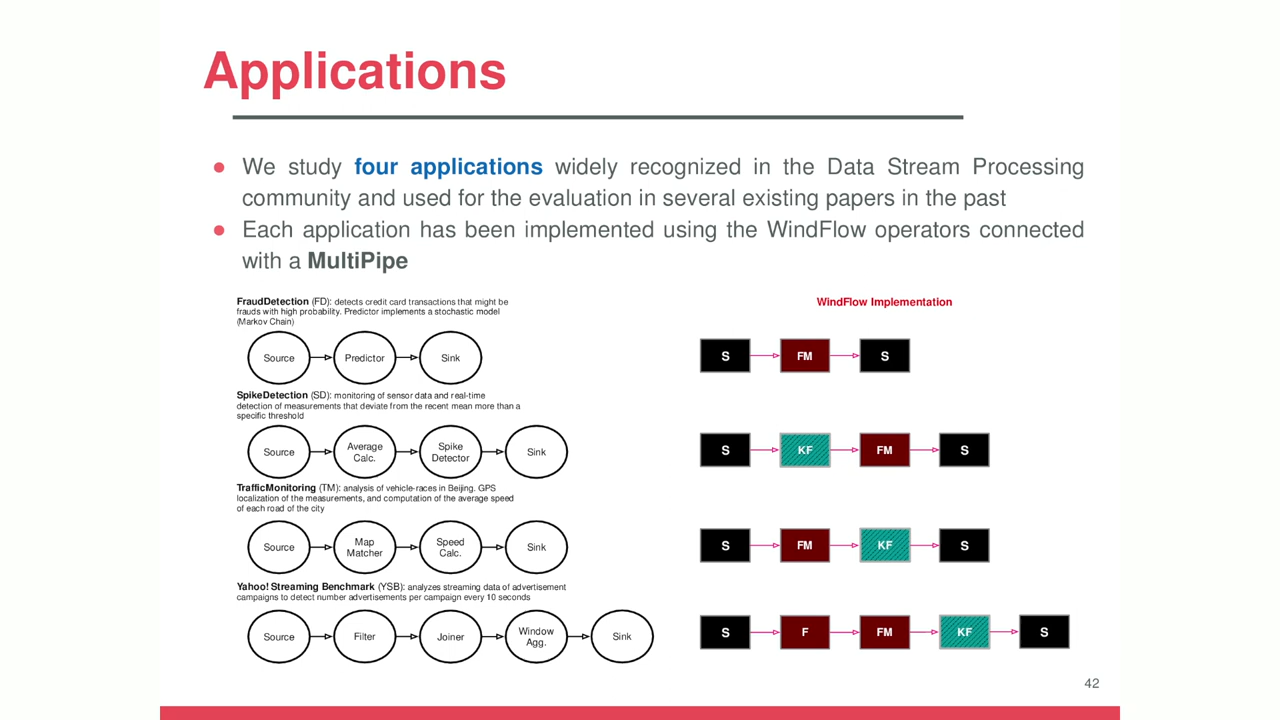 Applications
● We study four applications widely recognized in the Data Stream Processing
community and used for the evaluation in several existing papers in the past
● Each application has been implemented using the WindFlow operators connected
with a MultiPipe
FraudDetection (FD): detects credit card transactions that might be
frauds with high probability. Predictor implements a stochastic model
(Markov Chain)
WindFlow Implementation
Source Predictor Sink
S FM S
SpikeDetection (SD): monitoring of sensor data and real-time
detection of measurements that deviate from the recent mean more than a
specific threshold
Source Average Calc. Spike Detector Sink
S KF FM S
TrafficMonitoring (TM): analysis of vehicle-races in Beijing. GPS
localization of the measurements, and computation of the average speed
of each road of the city
Source Map Matcher Speed Calc. Sink
S FM KF S
Yahoo! Streaming Benchmark (YSB): analyzes streaming data of advertisement
campaigns to detect number advertisements per campaign every 10 seconds
Source Filter Joiner Window Agg. Sink
S F FM KF S
42